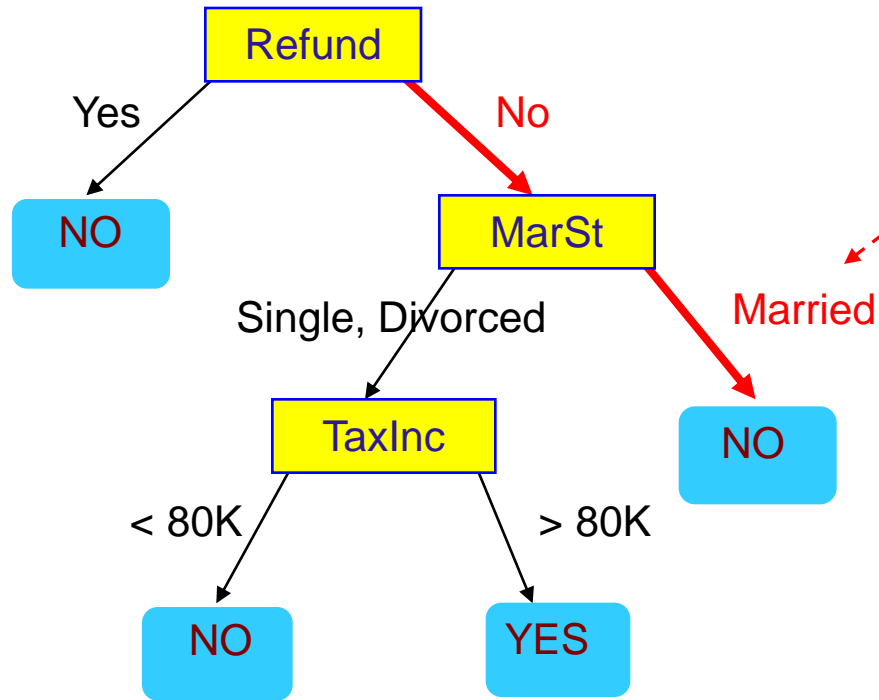 Refund
Yes
No
NO
MarSt
Single, Divorced
Married
TaxInc
NO
< 80K
> 80K
NO
YES